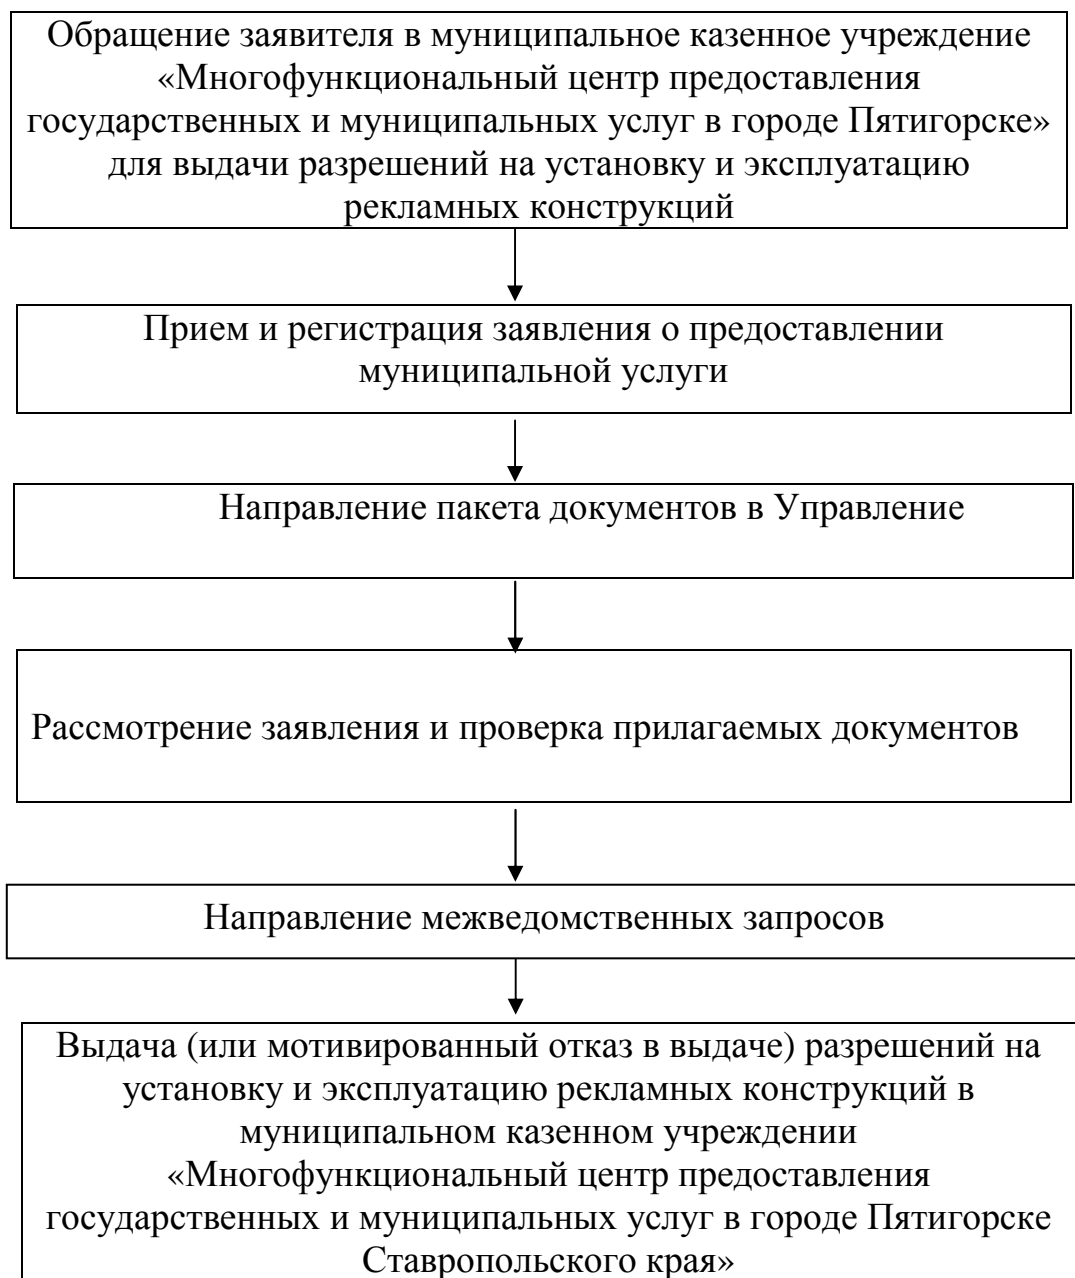 Обращение заявителя в муниципальное казенное учреждение
«Многофункциональный центр предоставления
государственных и муниципальных услуг в городе Пятигорске»
для выдачи разрешений на установку и эксплуатацию
рекламных конструкций
Прием и регистрация заявления о предоставлении
муниципальной услуги
Направление пакета документов в Управление
Рассмотрение заявления и проверка прилагаемых документов
Направление межведомственных запросов
Выдача (или мотивированный отказ в выдаче) разрешений на
установку и эксплуатацию рекламных конструкций в
муниципальном казенном учреждении
«Многофункциональный центр предоставления
государственных и муниципальных услуг в городе Пятигорске
Ставропольского края»